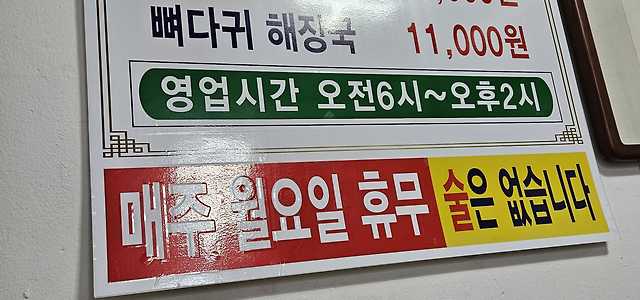 뼈다귀 해장국 11,000원
영업시간 오전6시~오후2시
매주 월요일 휴무 술은 없습니다